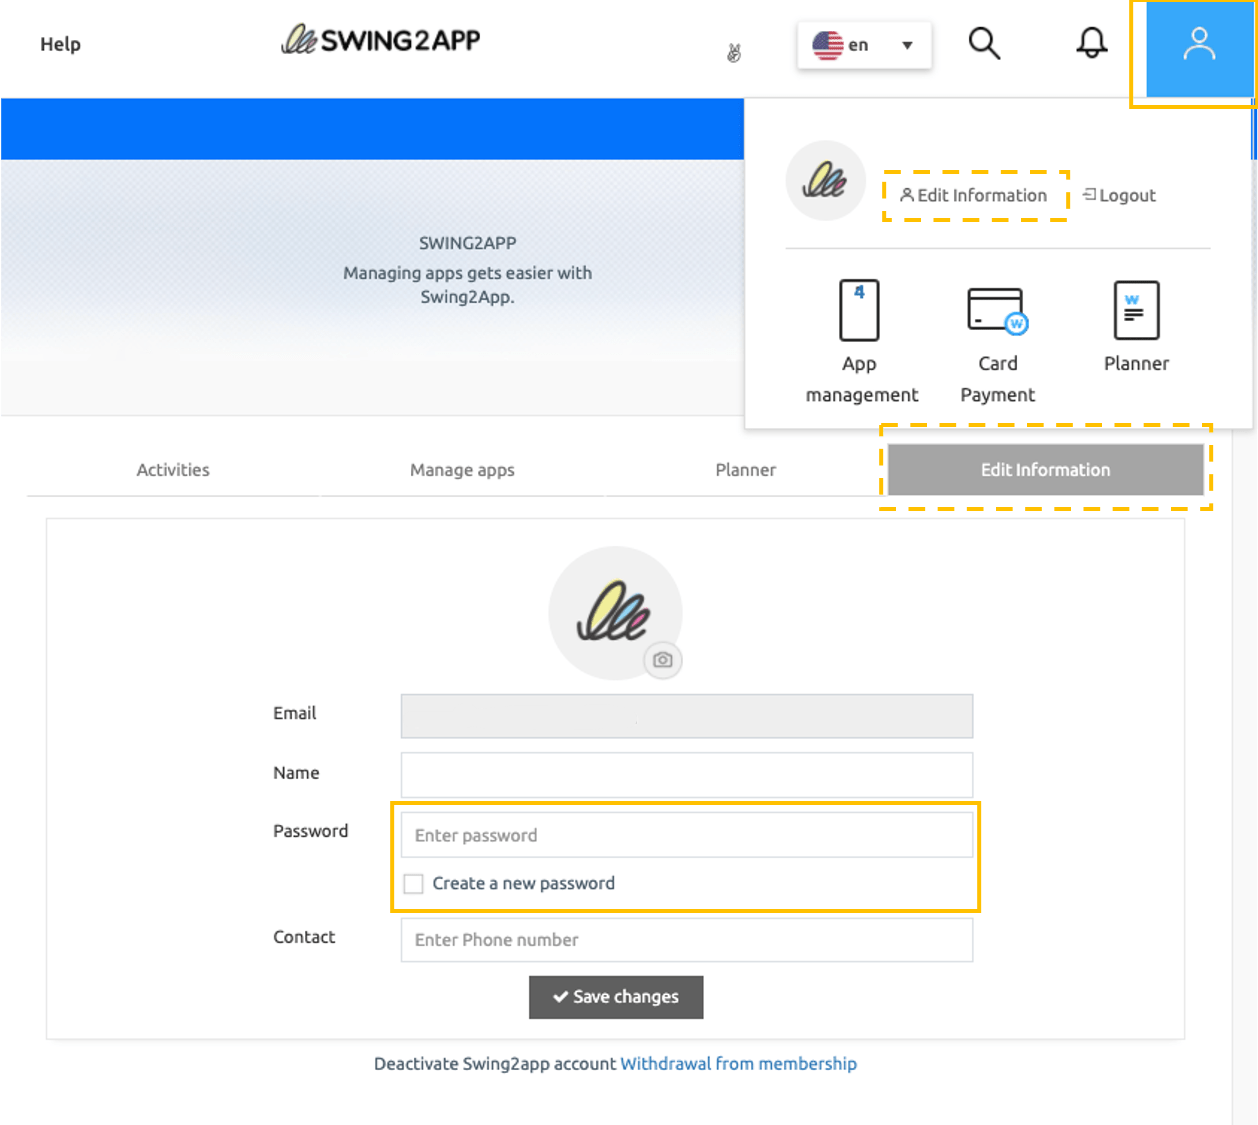 Help
SWING2APP
en
Edit Information
Logout
SWING2APP
Managing apps gets easier with
Swing2App.
4
W
W
App
management
Card
Payment
Planner
Activities
Manage apps
Planner
Edit Information
Email
Name
Password
Enter password
Create a new password
Contact
Enter Phone number
Save changes
Deactivate Swing2app account Withdrawal from membership